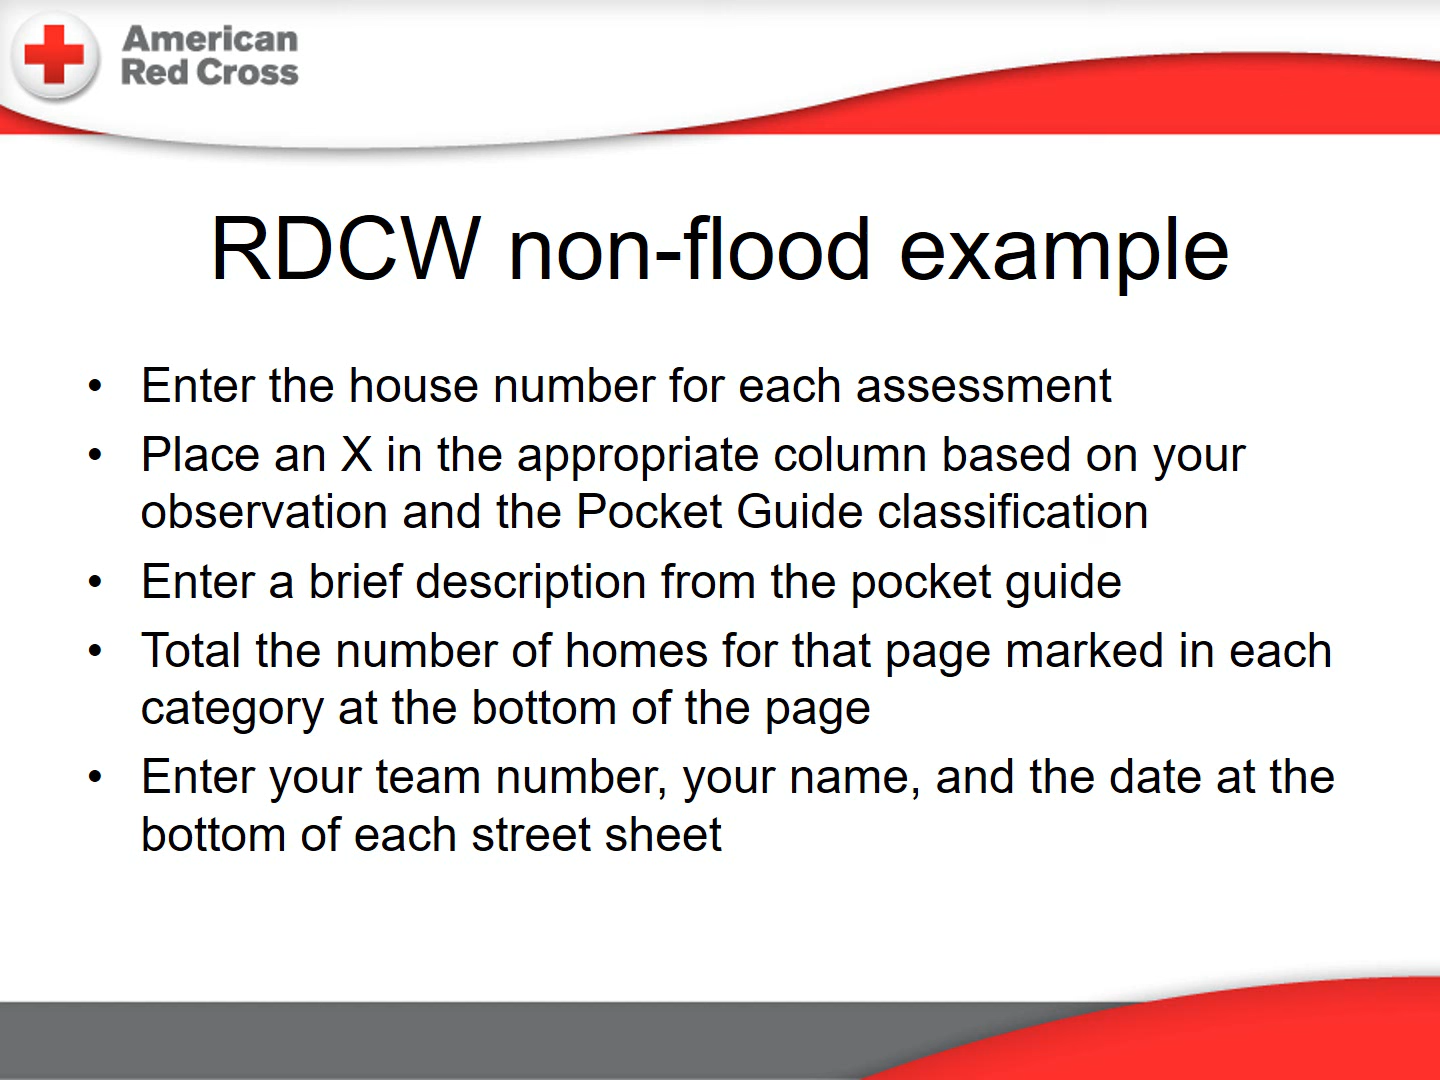 American
Red Cross
RDCW non-flood example
• Enter the house number for each assessment
• Place an X in the appropriate column based on your
observation and the Pocket Guide classification
• Enter a brief description from the pocket guide
• Total the number of homes for that page marked in each
category at the bottom of the page
• Enter your team number, your name, and the date at the
bottom of each street sheet